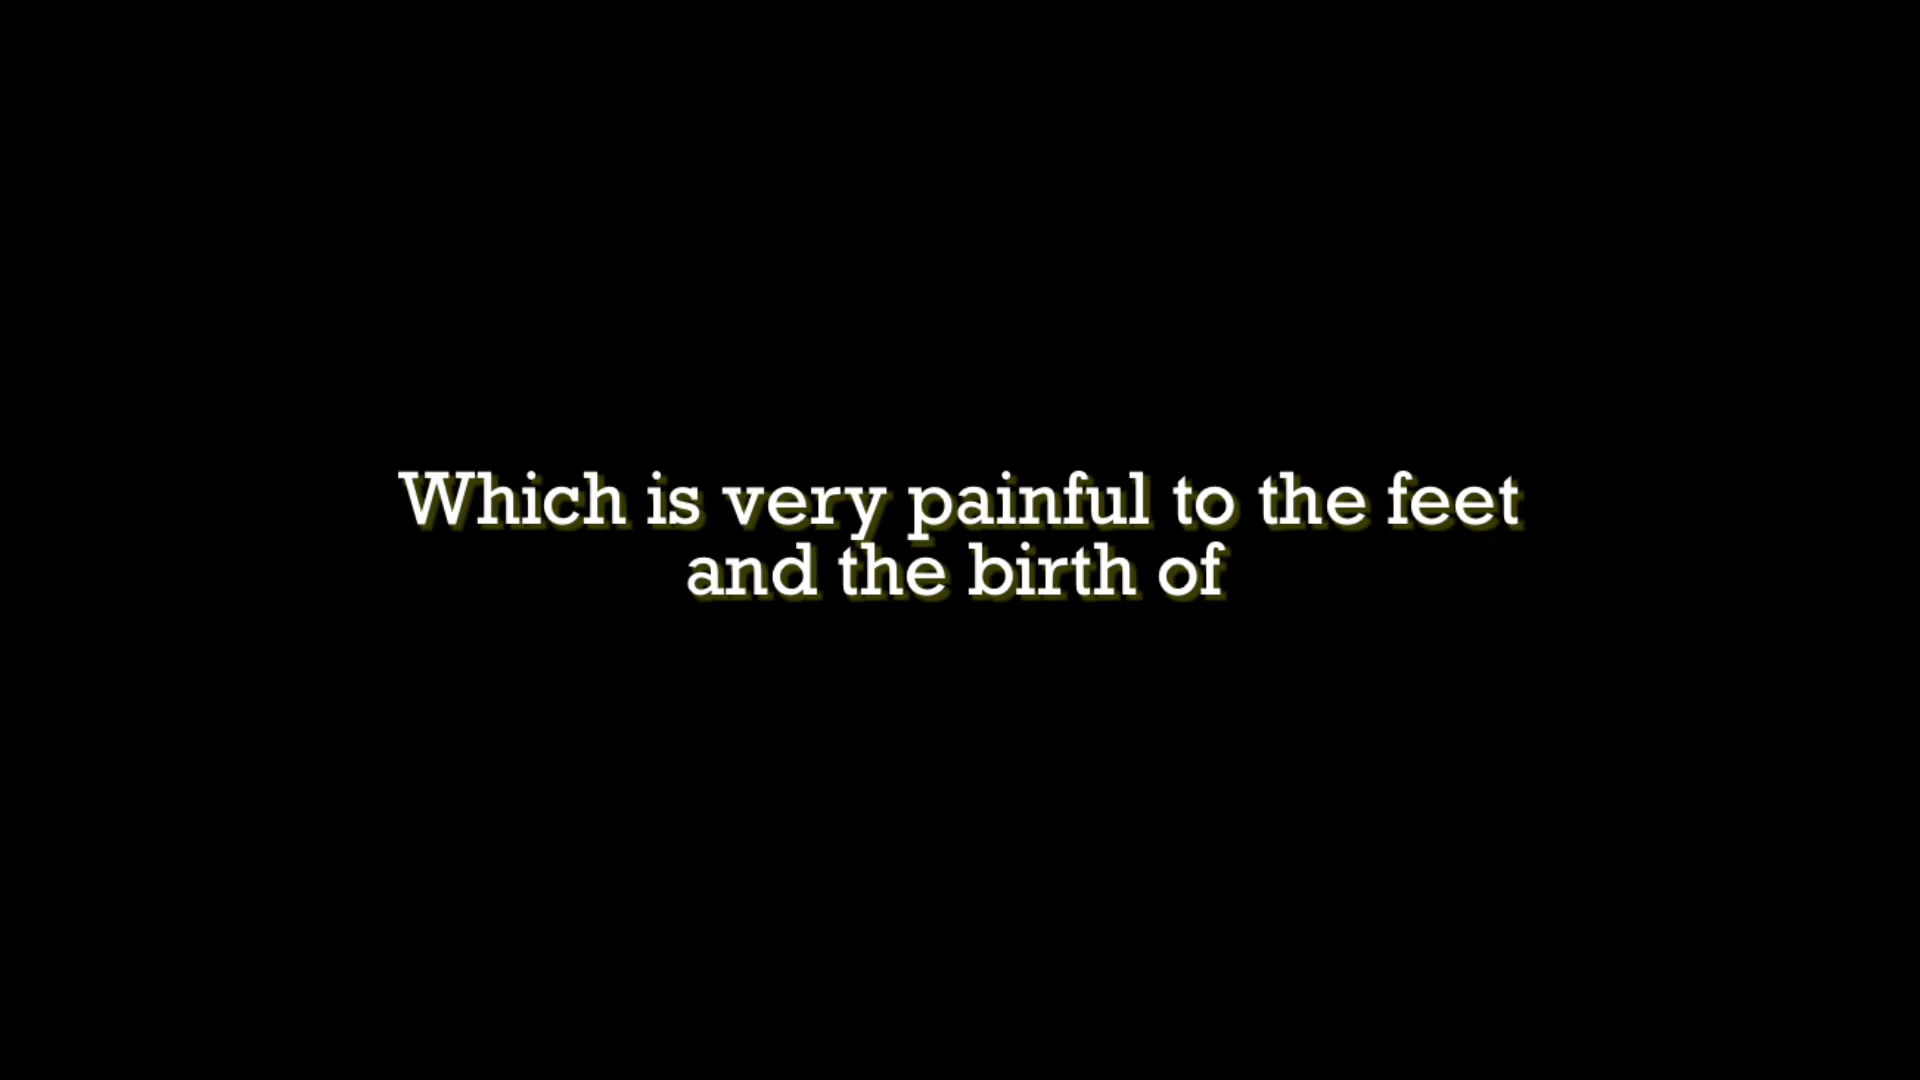 Which is very painful to the feet
and the birth of